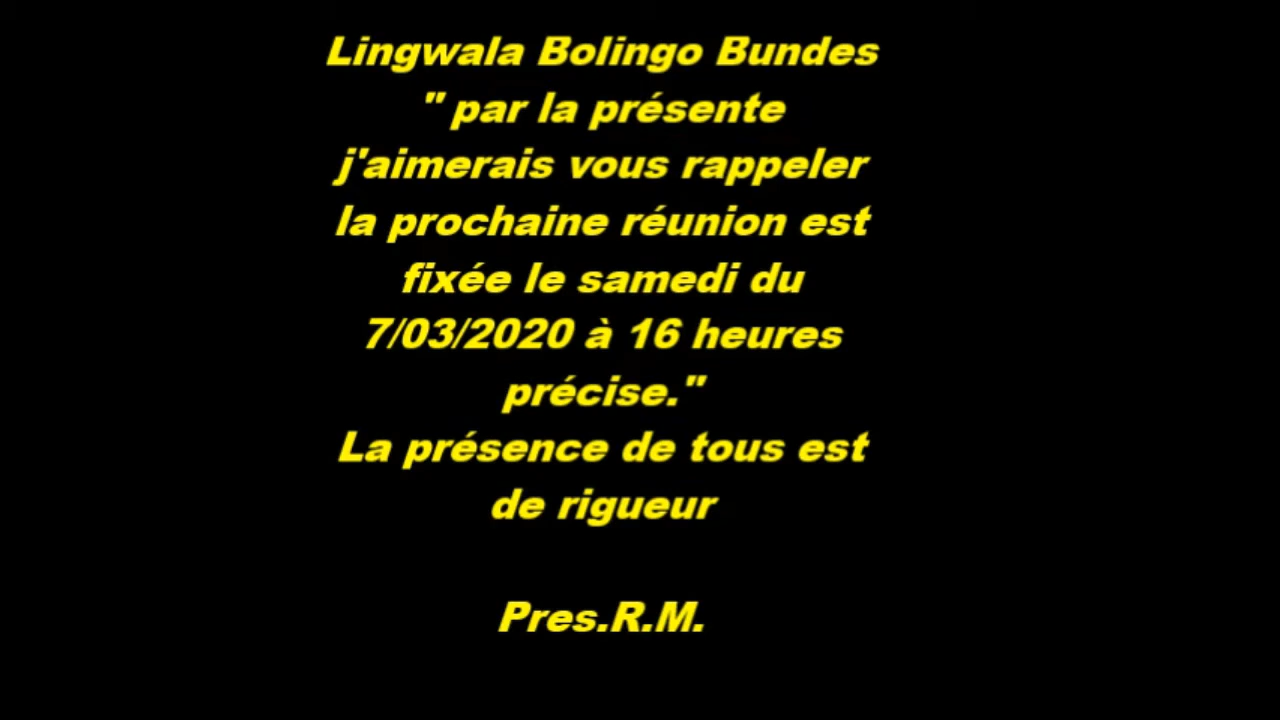 Lingwala Bolingo Bundes
" par la présente
j'aimerais vous rappeler
la prochaine réunion est
fixée le samedi du
7/03/2020 à 16 heures
précise."
La présence de tous est
de rigueur
Pres.R.M.